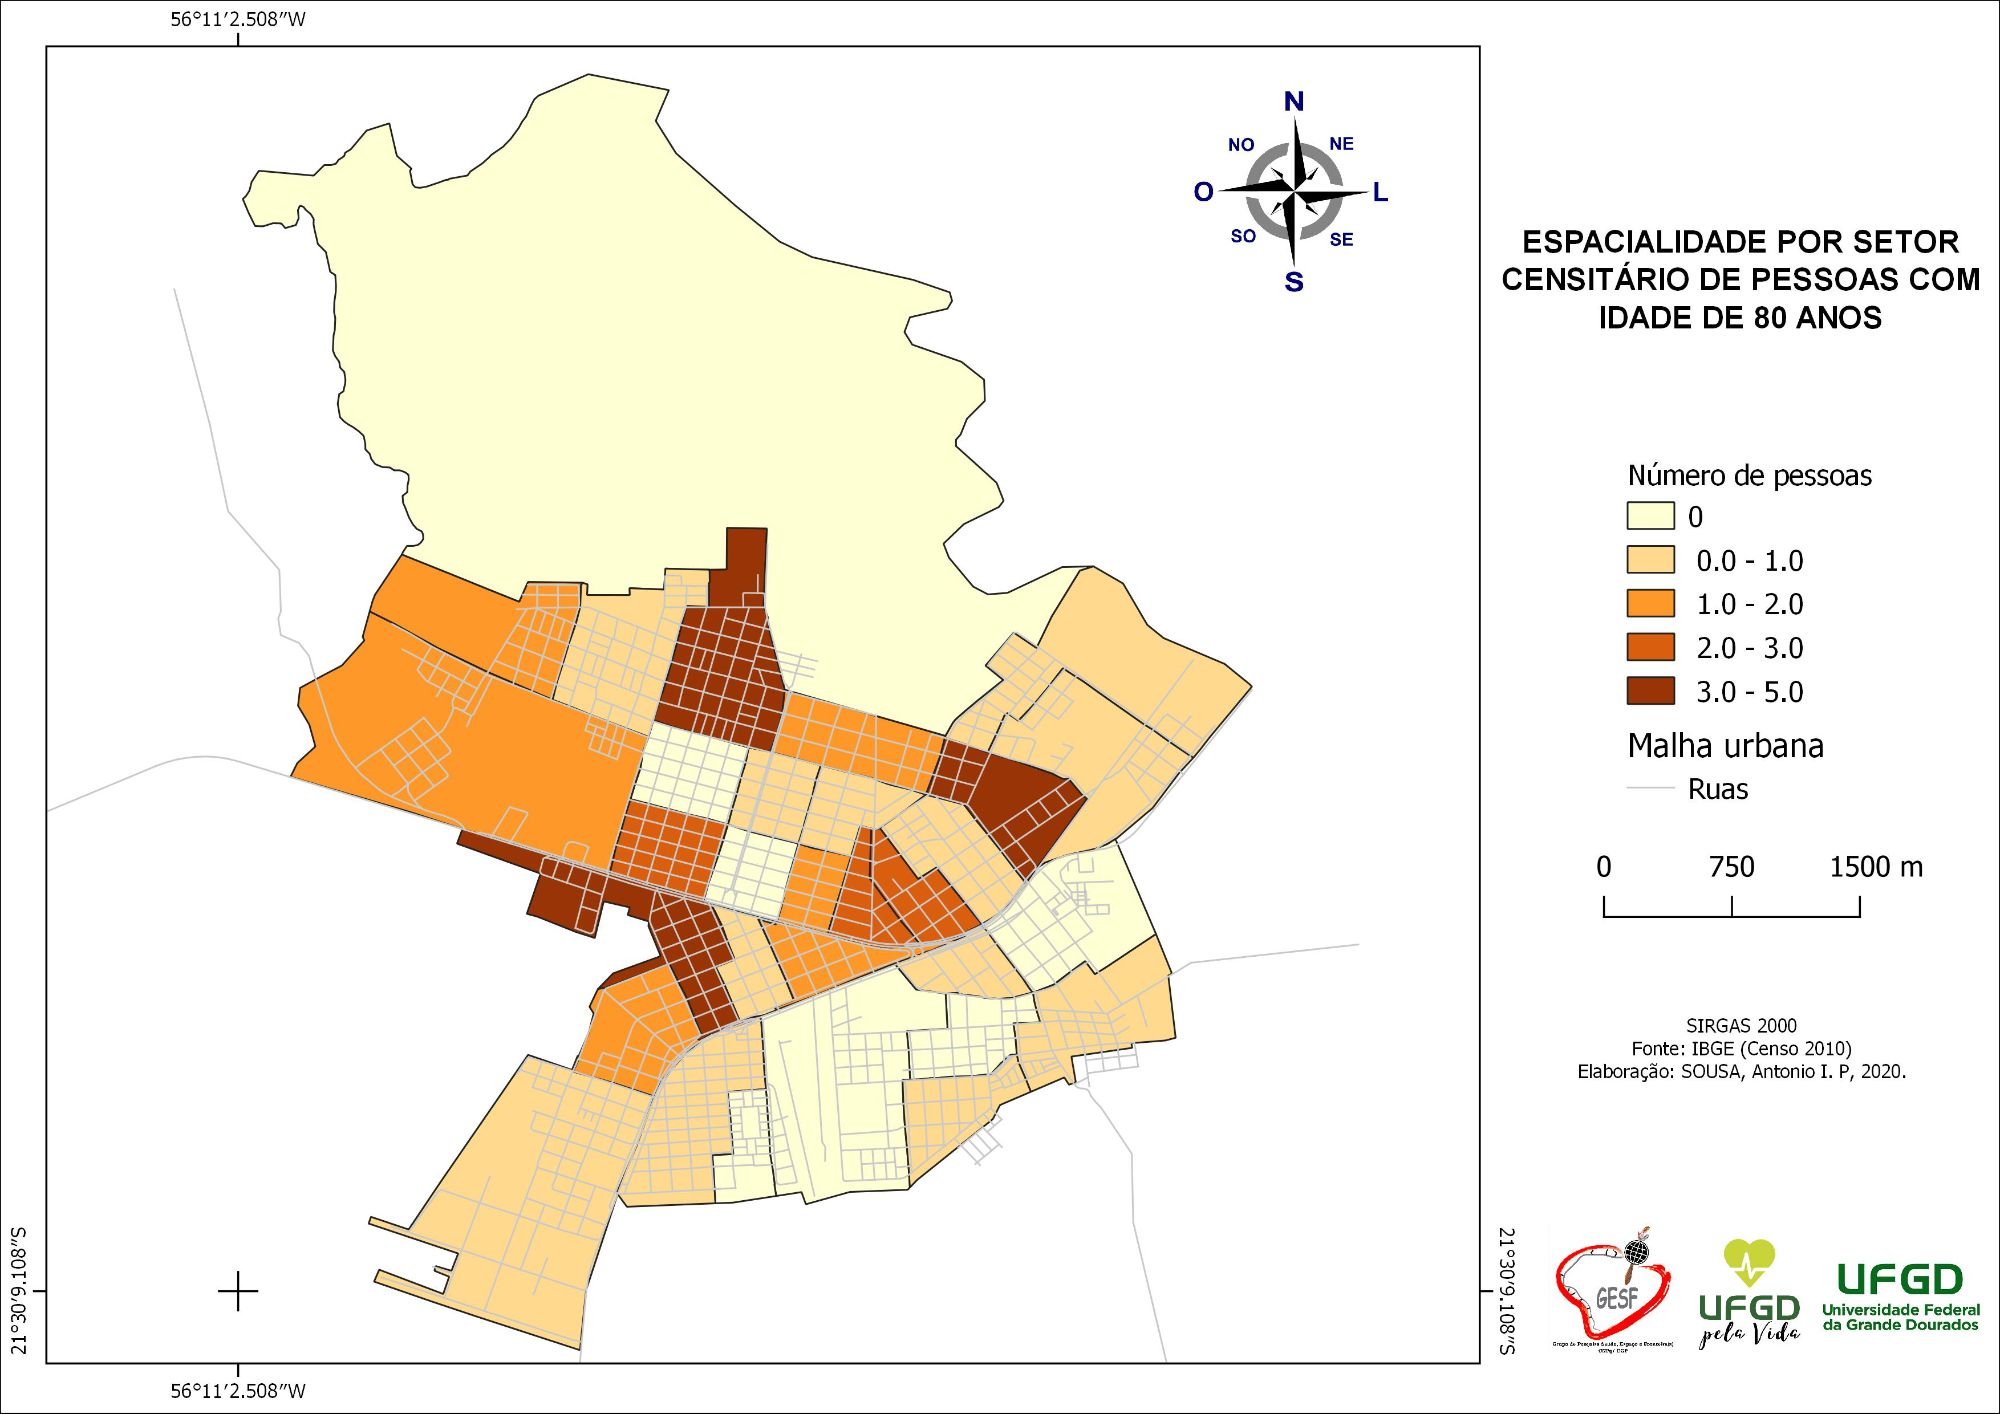 56°11'2.508"W
N
NO
NE
O
L
SO
SE
S
ESPACIALIDADE POR SETOR
CENSITÁRIO DE PESSOAS COM
IDADE DE 80 ANOS
Número de pessoas
0
0.0 - 1.0
1.0 - 2.0
2.0 - 3.0
3.0 - 5.0
Malha urbana
Ruas
0 750 1500 m
SIRGAS 2000
Fonte: IBGE (Censo 2010)
Elaboração: SOUSA, Antonio I. P, 2020.
21°30'9.108"S
21°30'9.108"S
GESF
UFGD
pela Vida
UFGD
Universidade Federal
da Grande Dourados
56°11'2.508"W